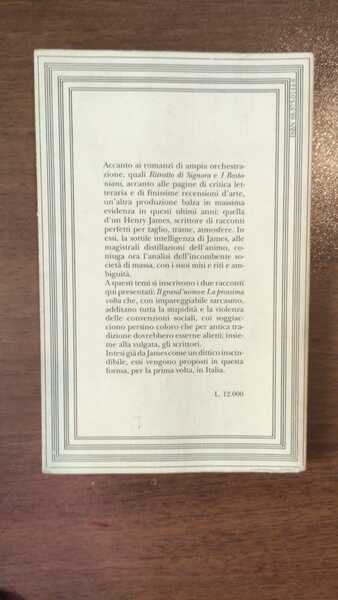 Accanto ai romanzi di ampia orchestra-
zione, quali Ritratto di Signora e I Bosto-
niani, accanto alle pagine di critica let-
teraria e di finissime recensioni d'arte,
un'altra produzione balza in massima
evidenza in questi ultimi anni: quella
d'un Henry James, scrittore di racconti
perfetti per taglio, trame, atmosfere. In
essi, la sottile intelligenza di James, alle
magistrali distillazioni dell'animo, co-
niuga ora l'analisi dell'incombente so-
cietà di massa, con i suoi miti e riti e am-
biguità.
A questi temi si inscrivono i due racconti
qui presentati: Il grand'uomo e La prossima
volta che, con impareggiabile sarcasmo,
additano tutta la stupidità e la violenza
delle convenzioni sociali, cui soggiac-
ciono persino coloro che per antica tra-
dizione dovrebbero esserne alieni: insie-
me alla vulgata, gli scrittori.
Intesi già da James come un dittico inscin-
dibile, essi vengono proposti in questa
forma, per la prima volta, in Italia.
L. 12.000